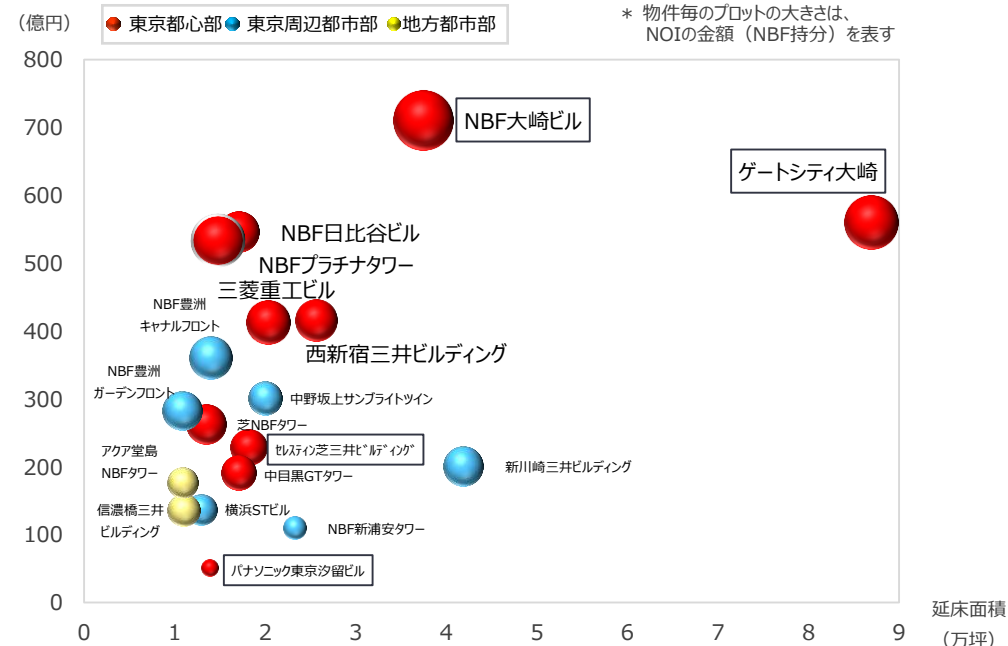 （億円）
東京都心部 東京周辺都市部 地方都市部
＊ 物件毎のプロットの大きさは、
NOIの金額（NBF持分）を表す
800
700
600
500
400
300
200
100
0
NBF大崎ビル
ゲートシティ大崎
NBF日比谷ビル
NBFプラチナタワー
三菱重工ビル
NBF豊洲
キャナルフロント
西新宿三井ビルディング
NBF豊洲
ガーデンフロント
中野坂上サンブライトツイン
芝NBFタワー
アクア堂島
NBFタワー
ｾﾚｽﾃｨﾝ芝三井ﾋﾞﾙﾃﾞｨﾝｸﾞ
中目黒GTタワー
新川崎三井ビルディング
信濃橋三井
ビルディング
横浜STビル
NBF新浦安タワー
パナソニック東京汐留ビル
0 1 2 3 4 5 6 7 8 9
延床面積
（万坪）